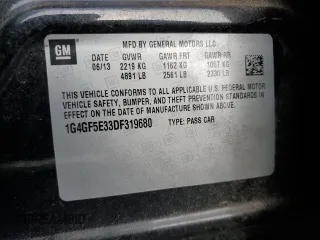 GM
MFD BY GENERAL MOTORS LLC
DATE GVWR GAWR FRT GAWR RR
06/13 2219 KG 1162 KG 1057 KG
4891 LB 2561 LB 2330 LB
THIS VEHICLE CONFORMS TO ALL APPLICABLE U.S. FEDERAL MOTOR
VEHICLE SAFETY, BUMPER, AND THEFT PREVENTION STANDARDS
IN EFFECT ON THE DATE OF MANUFACTURE SHOWN ABOVE.
1G4GF5E33DF319680 TYPE: PASS CAR